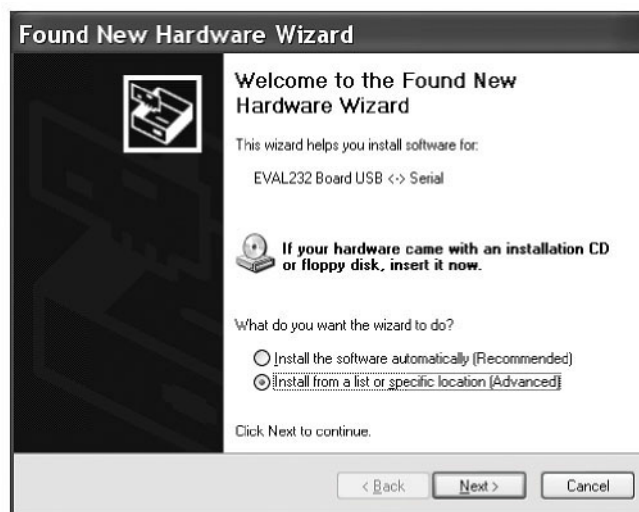 Found New Hardware Wizard
Welcome to the Found New
Hardware Wizard
This wizard helps you install software for:
EVAL232 Board USB <-> Serial
If your hardware came with an installation CD
or floppy disk, insert it now.
What do you want the wizard to do?
Install the software automatically (Recommended)
Install from a list or specific location (Advanced)
Click Next to continue.
< Back
Next >
Cancel